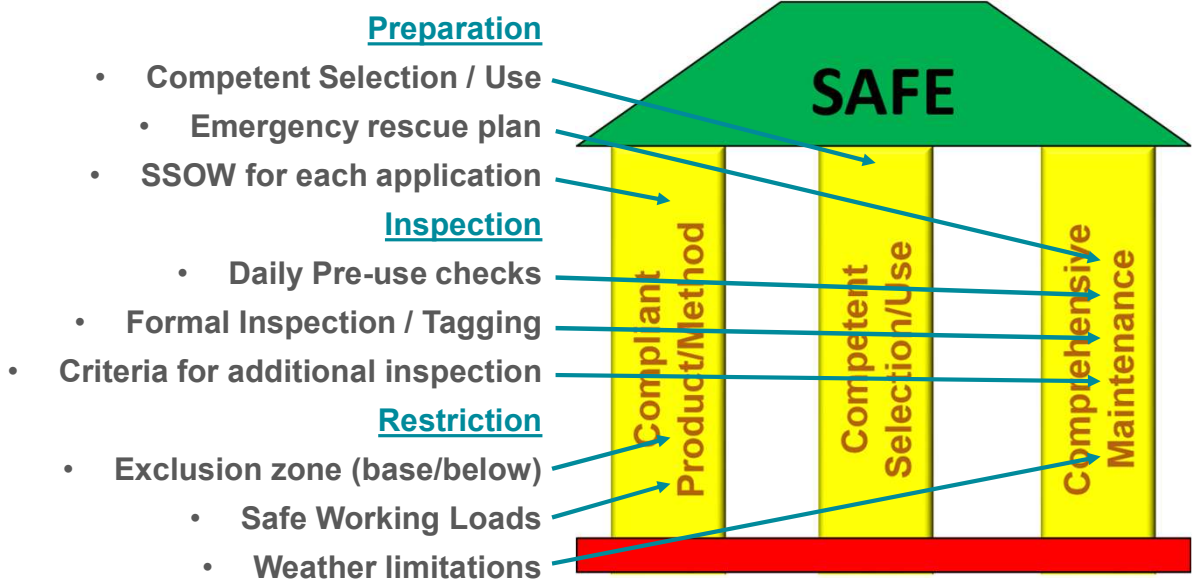 Preparation
• Competent Selection / Use
• Emergency rescue plan
• SSOW for each application
Inspection
• Daily Pre-use checks
• Formal Inspection / Tagging
• Criteria for additional inspection
Restriction
• Exclusion zone (base/below)
• Safe Working Loads
• Weather limitations
SAFE
Compliant
Product/Method
Competent
Selection/Use
Comprehensive
Maintenance